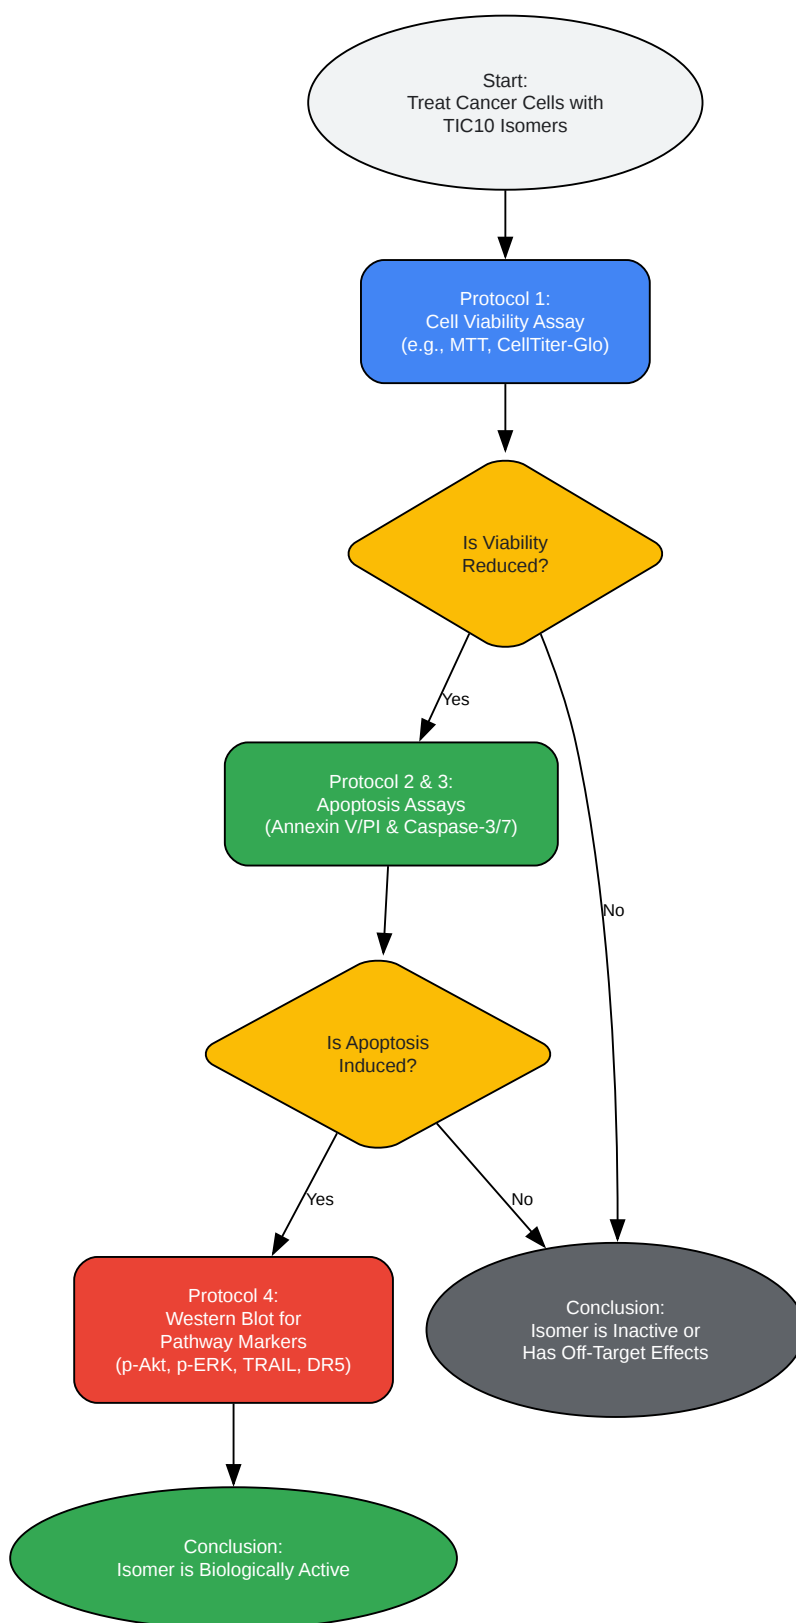 Start:
Treat Cancer Cells with
TIC10 Isomers
Protocol 1:
Cell Viability Assay
(e.g., MTT, CellTiter-Glo)
Is Viability
Reduced?
Yes
Protocol 2 & 3:
Apoptosis Assays
(Annexin V/PI & Caspase-3/7)
No
Is Apoptosis
Induced?
Yes
No
Protocol 4:
Western Blot for
Pathway Markers
(p-Akt, p-ERK, TRAIL, DR5)
Conclusion:
Isomer is Inactive or
Has Off-Target Effects
Conclusion:
Isomer is Biologically Active